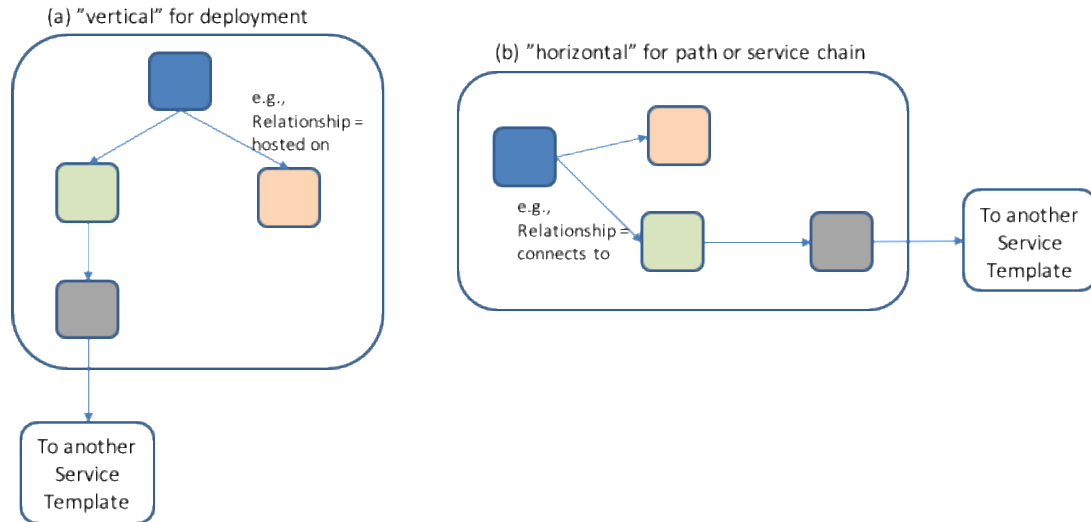 (a) ”vertical” for deployment
e.g.,
Relationship =
hosted on
To another
Service
Template
(b) ”horizontal” for path or service chain
e.g.,
Relationship =
connects to
To another
Service
Template